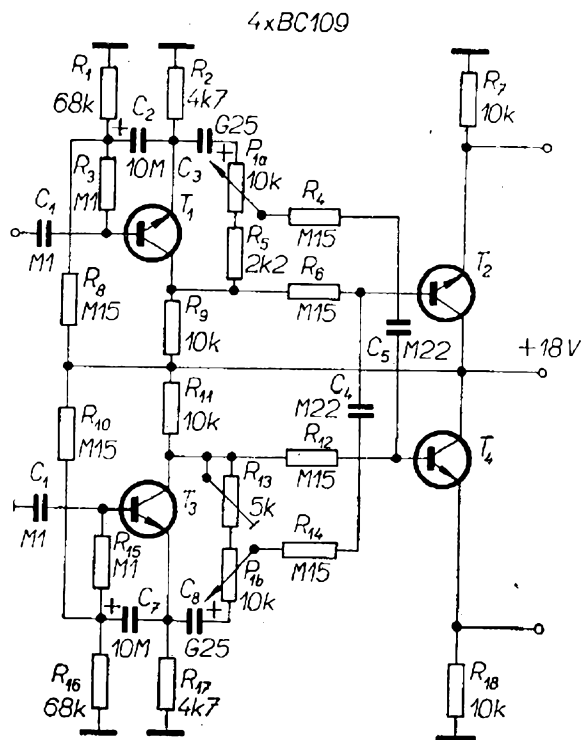 4xBC109
R1
68k
R2
4k7
R7
10k
+
C2
10M
G25
+
C3
P1a
10k
R3
M1
C1
M1
T1
R4
M15
R5
2k2
R6
M15
T2
R8
M15
R9
10k
C5
M22
+18V
R11
10k
C4
M22
R10
M15
R12
M15
T4
C1
M1
T3
R13
5k
R14
M15
R15
M1
P1b
10k
+
C7
10M
C8
+
G25
R16
68k
R17
4k7
R18
10k